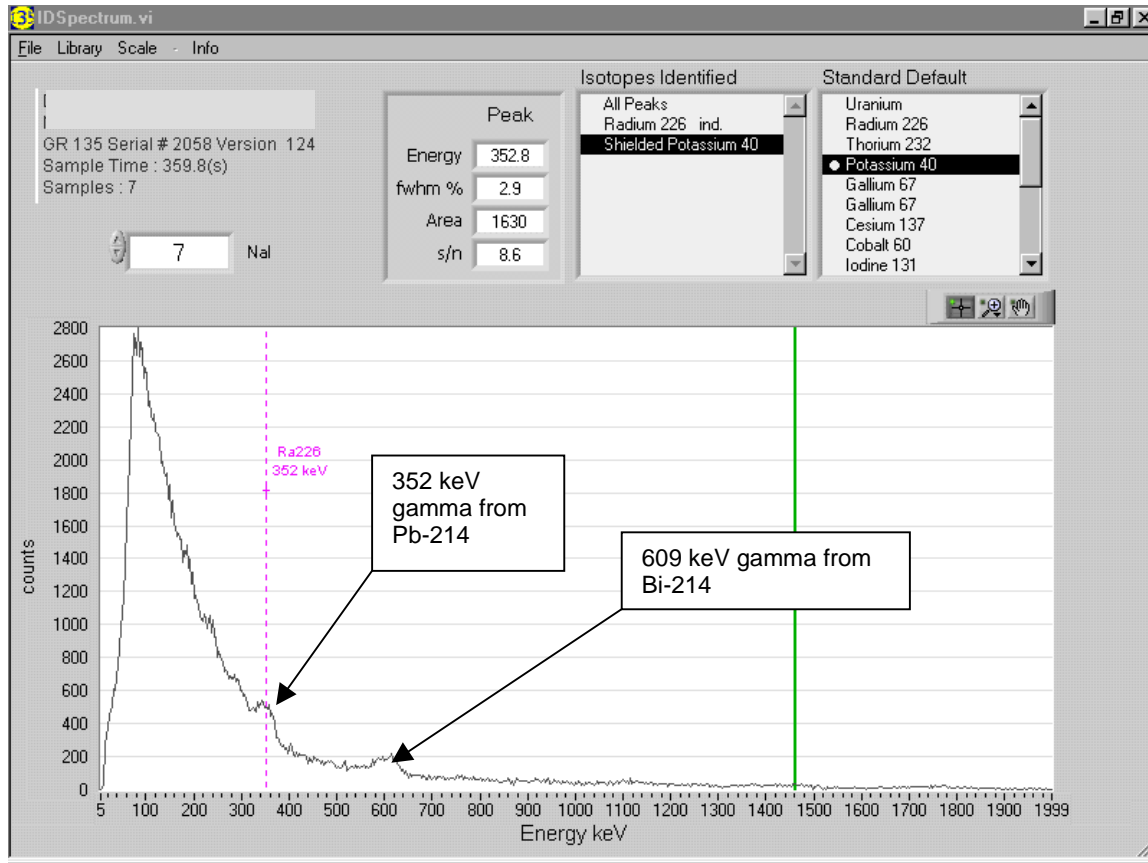 IDSpectrum.vi
File Library Scale - Info
GR 135 Serial # 2058 Version 124
Sample Time : 359.8(s)
Samples : 7
7 NaI
Peak
Energy 352.8
fwhm % 2.9
Area 1630
s/n 8.6
Isotopes Identified
All Peaks
Radium 226 ind.
Shielded Potassium 40
Standard Default
Uranium
Radium 226
Thorium 232
Potassium 40
Gallium 67
Gallium 67
Cesium 137
Cobalt 60
Iodine 131
counts
2800
2600
2400
2200
2000
1800
1600
1400
1200
1000
800
600
400
200
0
Ra226
352 keV
352 keV
gamma from
Pb-214
609 keV gamma from
Bi-214
5 100 200 300 400 500 600 700 800 900 1000 1100 1200 1300 1400 1500 1600 1700 1800 1900 1999
Energy keV